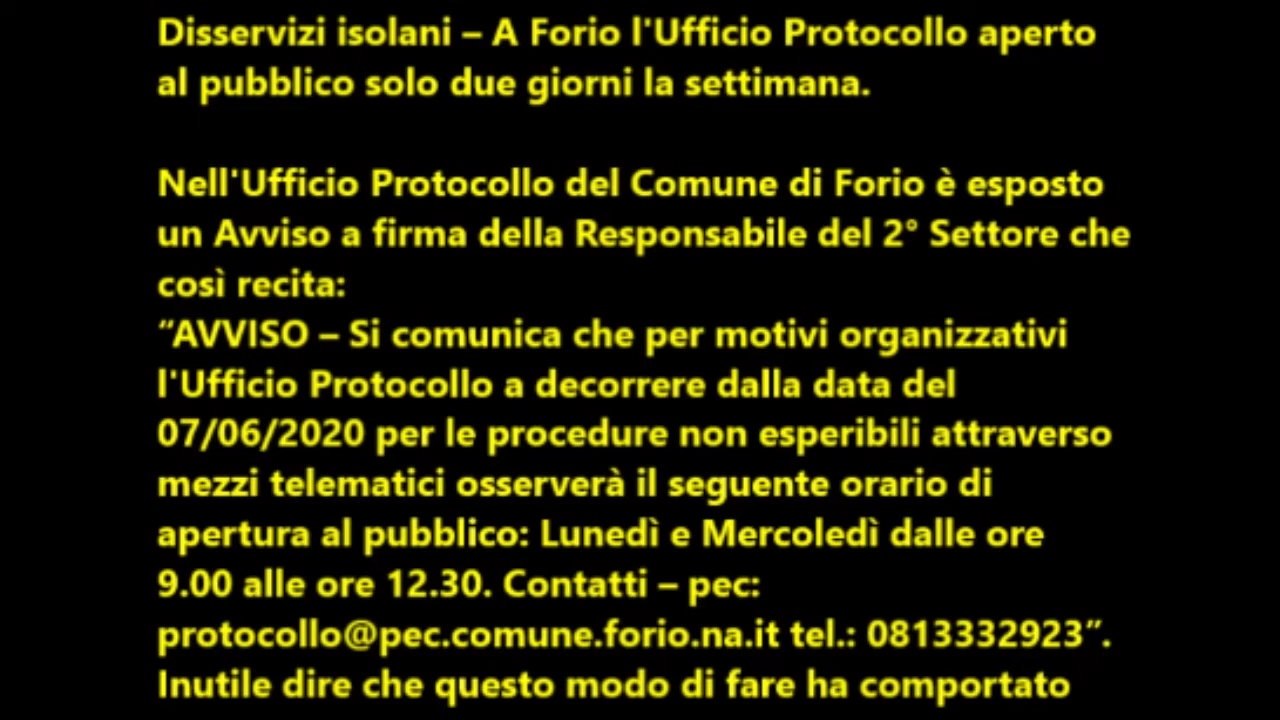 Disservizi isolani – A Forio l'Ufficio Protocollo aperto
al pubblico solo due giorni la settimana.
Nell'Ufficio Protocollo del Comune di Forio è esposto
un Avviso a firma della Responsabile del 2° Settore che
così recita:
“AVVISO – Si comunica che per motivi organizzativi
l'Ufficio Protocollo a decorrere dalla data del
07/06/2020 per le procedure non esperibili attraverso
mezzi telematici osserverà il seguente orario di
apertura al pubblico: Lunedì e Mercoledì dalle ore
9.00 alle ore 12.30. Contatti – pec:
protocollo@pec.comune.forio.na.it tel.: 0813332923”.
Inutile dire che questo modo di fare ha comportato